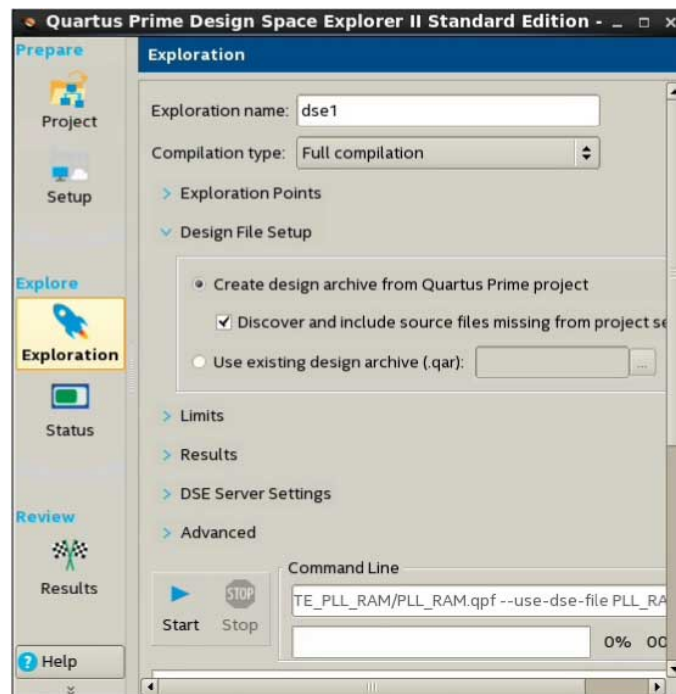 Quartus Prime Design Space Explorer II Standard Edition -
Prepare
Project
Setup
Explore
Exploration
Status
Review
Results
Help
Exploration
Exploration name: dse1
Compilation type: Full compilation
Exploration Points
Design File Setup
Create design archive from Quartus Prime project
Discover and include source files missing from project se
Use existing design archive (.qar): ...
Limits
Results
DSE Server Settings
Advanced
Start
STOP
Stop
Command Line
TE_PLL_RAM/PLL_RAM.qpf --use-dse-file PLL_RA
0% 00